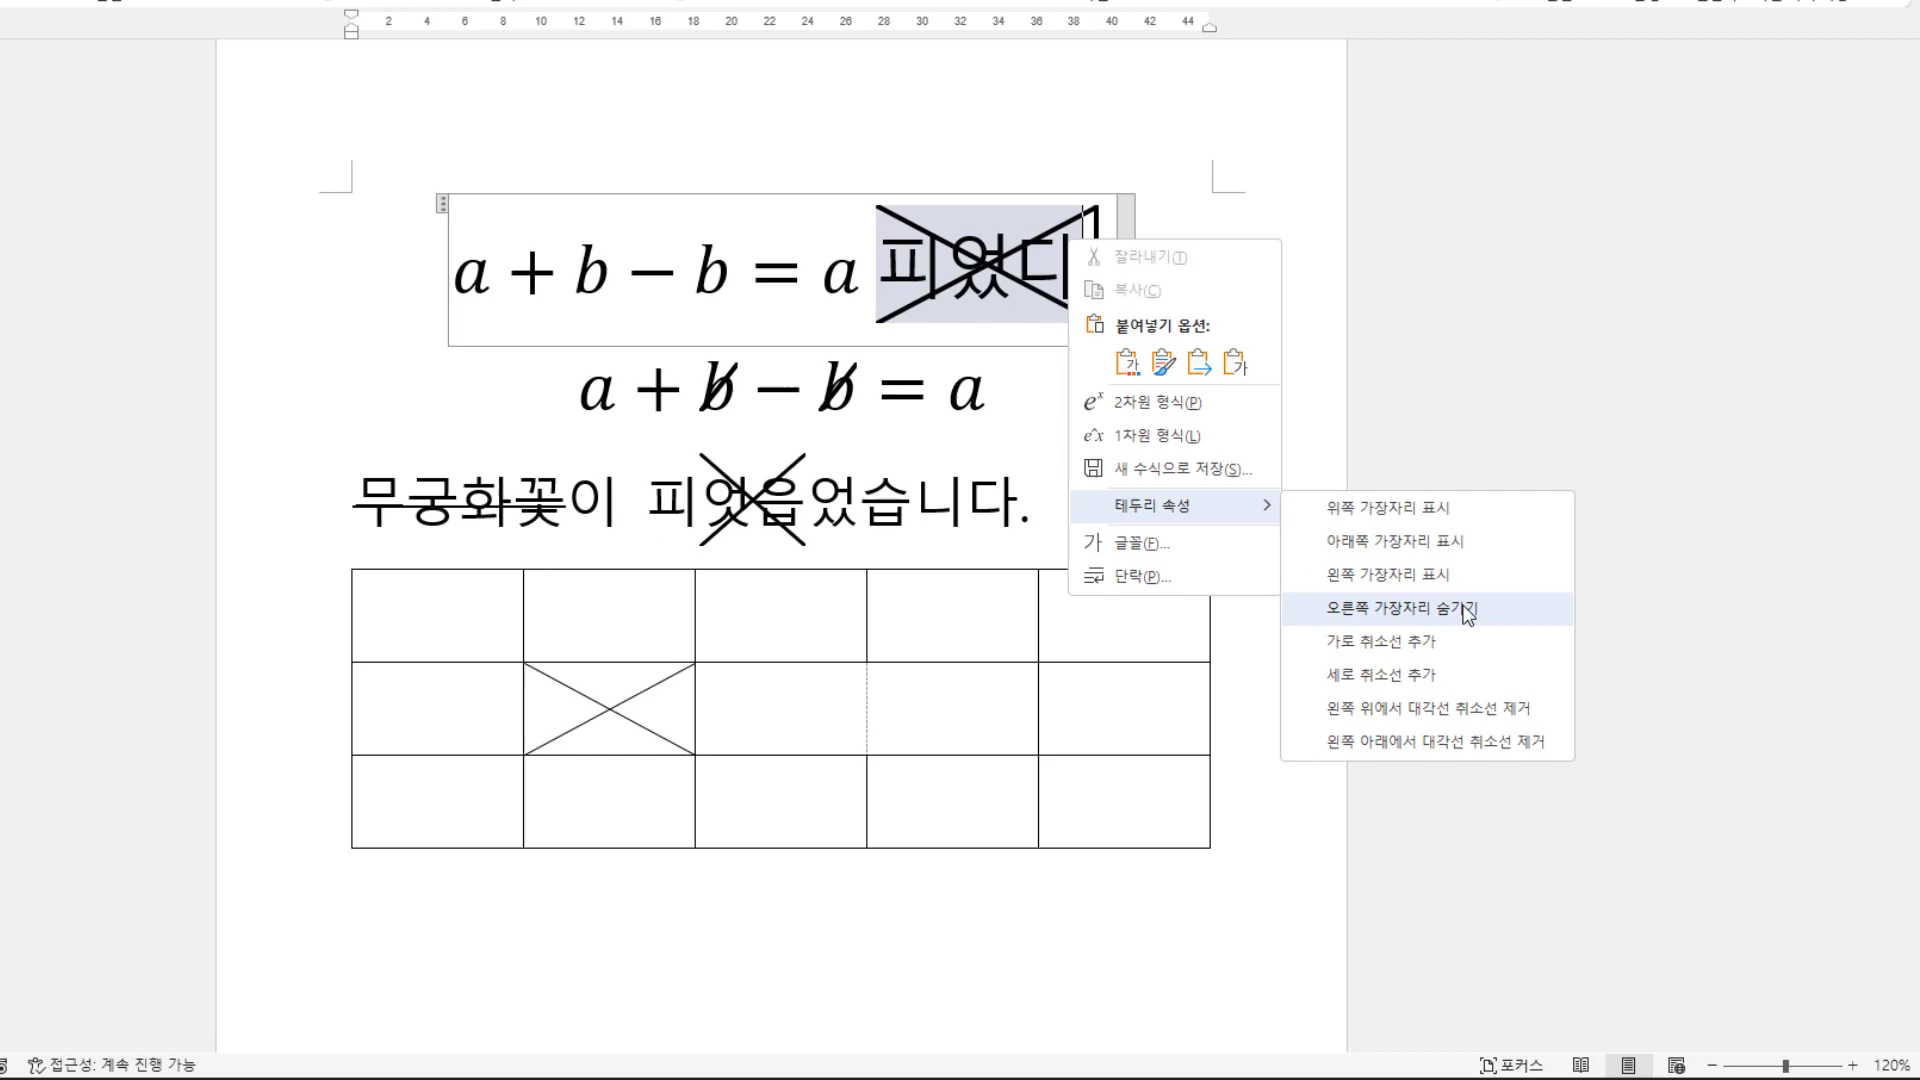 2 4 6 8 10 12 14 16 18 20 22 24 26 28 30 32 34 36 38 40 42 44
a + b − b = a 피었다
a + b − b = a
무궁화꽃이 피엇읍었습니다.
잘라내기(T)
복사(C)
붙여넣기 옵션:
2차원 형식(P)
1차원 형식(L)
새 수식으로 저장(S)...
테두리 속성
글꼴(F)...
단락(P)...
위쪽 가장자리 표시
아래쪽 가장자리 표시
왼쪽 가장자리 표시
오른쪽 가장자리 숨기기
가로 취소선 추가
세로 취소선 추가
왼쪽 위에서 대각선 취소선 제거
왼쪽 아래에서 대각선 취소선 제거
접근성: 계속 진행 가능
포커스
120%